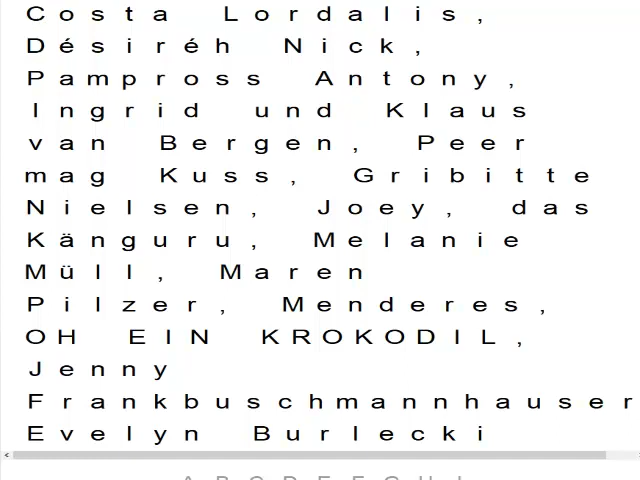 Costa Lordalis,
Désiréh Nick,
Pampross Antony,
Ingrid und Klaus
van Bergen, Peer
mag Kuss, Gribitte
Nielsen, Joey, das
Känguru, Melanie
Müll, Maren
Pilzer, Menderes,
OH EIN KROKODIL,
Jenny
Frankbuschmannhauser
Evelyn Burlecki